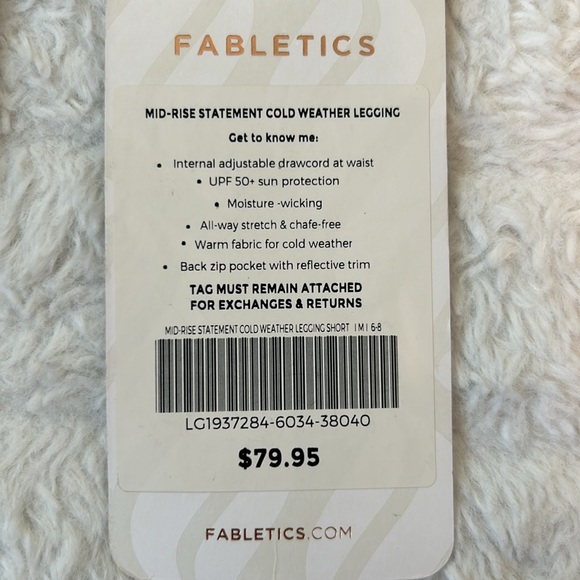 FABLETICS
MID-RISE STATEMENT COLD WEATHER LEGGING
Get to know me:
• Internal adjustable drawcord at waist
• UPF 50+ sun protection
• Moisture -wicking
• All-way stretch & chafe-free
• Warm fabric for cold weather
• Back zip pocket with reflective trim
TAG MUST REMAIN ATTACHED
FOR EXCHANGES & RETURNS
MID-RISE STATEMENT COLD WEATHER LEGGING SHORT | M | 6-8
LG1937284-6034-38040
$79.95
FABLETICS.COM